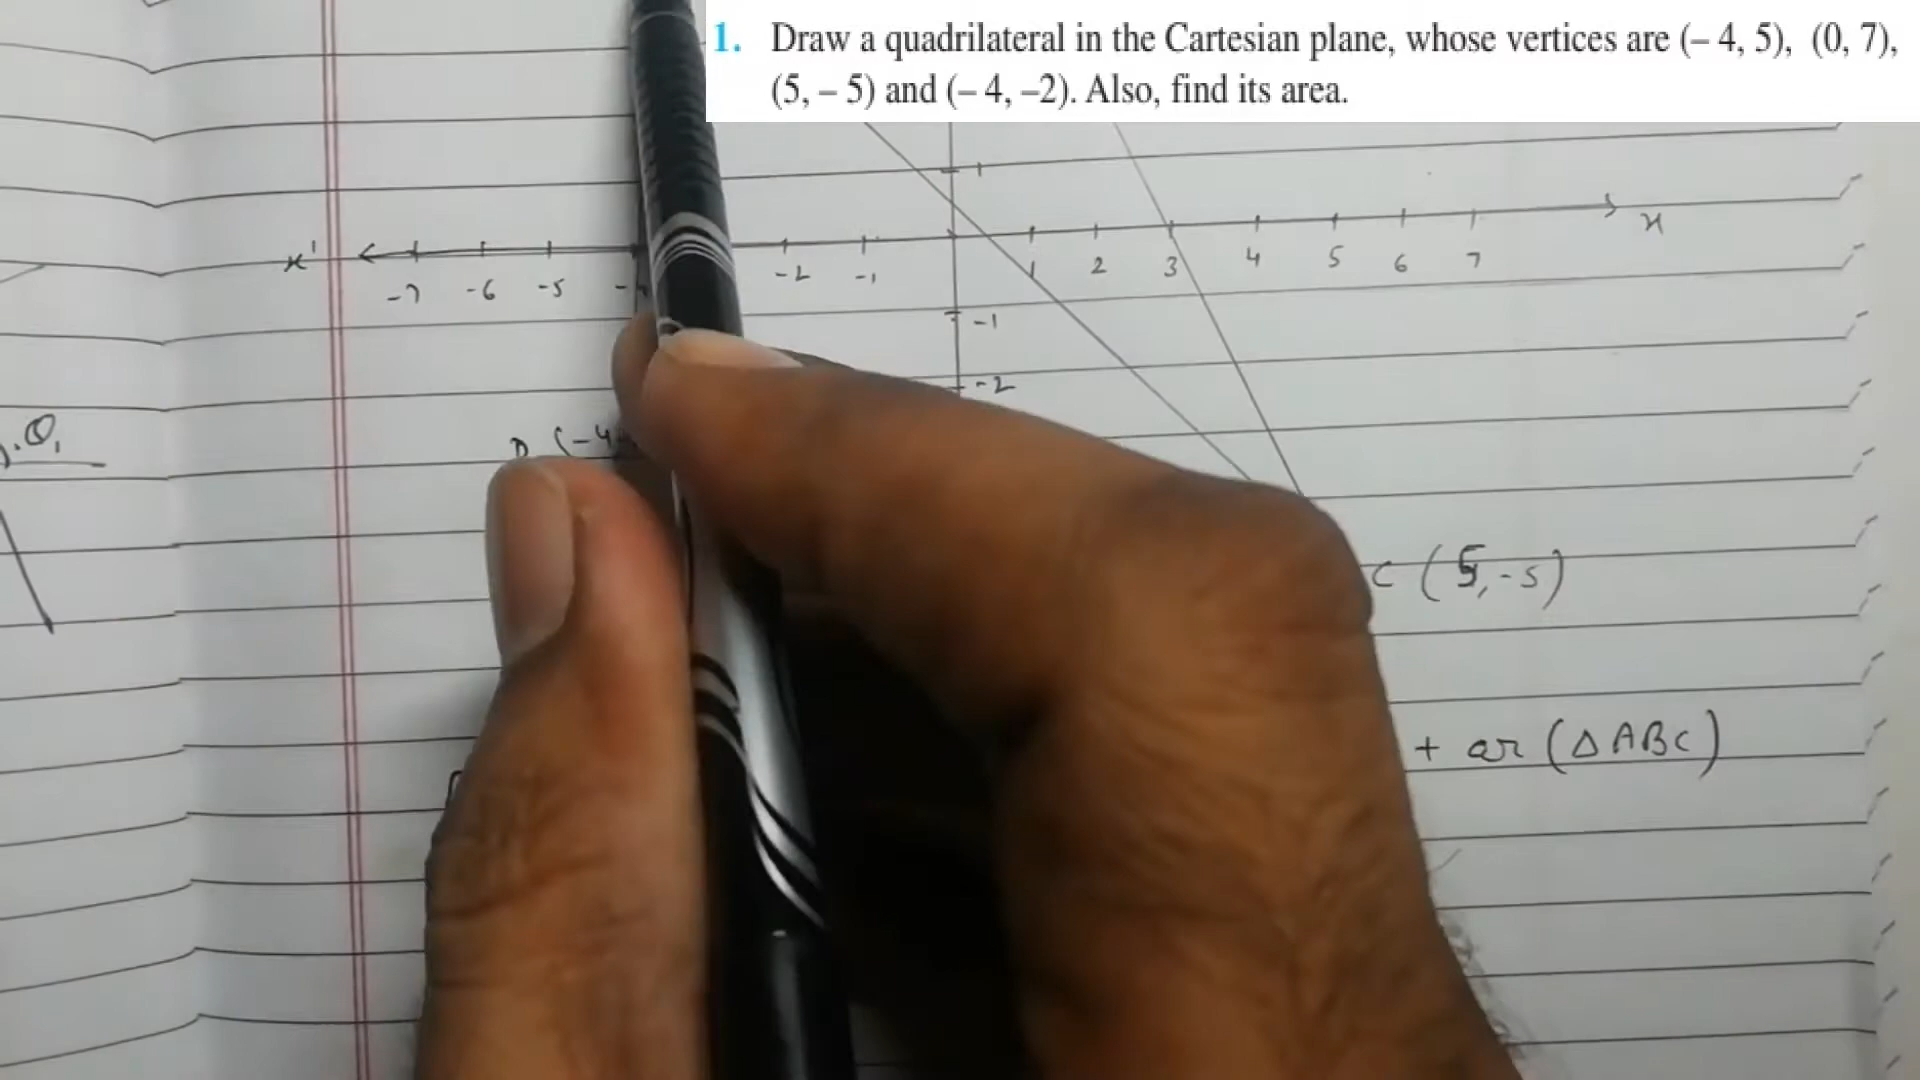 1. Draw a quadrilateral in the Cartesian plane, whose vertices are (– 4, 5), (0, 7),
(5, – 5) and (– 4, –2). Also, find its area.
x' -7 -6 -5 -2 -1 1 2 3 4 5 6 7 x
-1
-2
D (-4,
C (5, -5)
+ ar (△ABC)